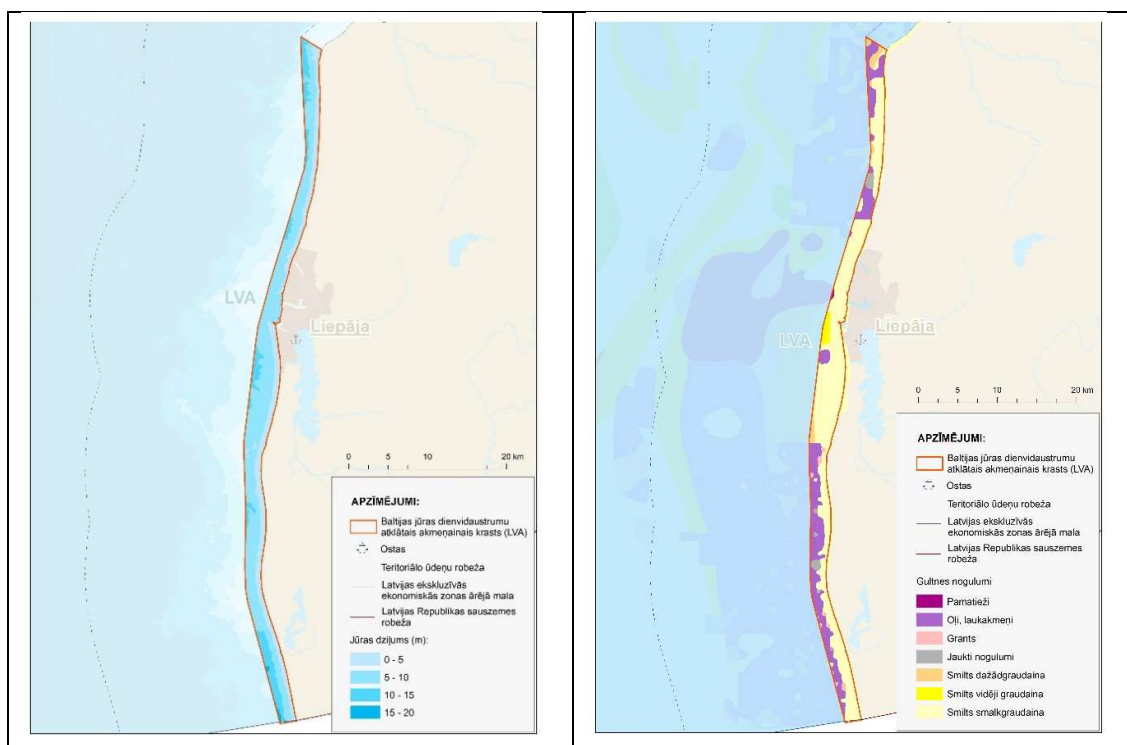 LVA
Liepāja
0 5 10 20 km
APZĪMĒJUMI:
Baltijas jūras dienvidaustrumu
atklātais akmeņainais krasts (LVA)
Ostas
Teritoriālo ūdeņu robeža
Latvijas ekskluzīvās
ekonomiskās zonas ārējā mala
Latvijas Republikas sauszemes
robeža
Jūras dziļums (m):
0 - 5
5 - 10
10 - 15
15 - 20
LVA
Liepāja
0 5 10 20 km
APZĪMĒJUMI:
Baltijas jūras dienvidaustrumu
atklātais akmeņainais krasts (LVA)
Ostas
Teritoriālo ūdeņu robeža
Latvijas ekskluzīvās
ekonomiskās zonas ārējā mala
Latvijas Republikas sauszemes
robeža
Gultnes nogulumi
Pamatieži
Oļi, laukakmeņi
Grants
Jaukti nogulumi
Smilts dažādgraudaina
Smilts vidēji graudaina
Smilts smalkgraudaina